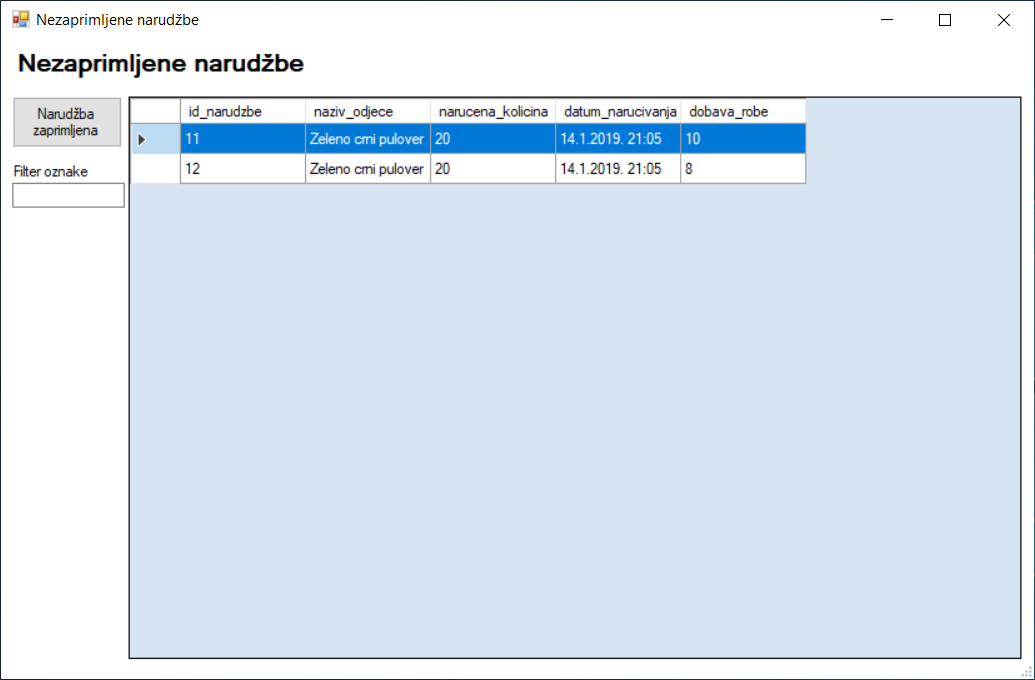 Nezaprimljene narudžbe
Nezaprimljene narudžbe
Narudžba
zaprimljena
Filter oznake
id_narudzbe naziv_odjece narucena_kolicina datum_narucivanja dobava_robe
11 Zeleno crni pulover 20 14.1.2019. 21:05 10
12 Zeleno crni pulover 20 14.1.2019. 21:05 8